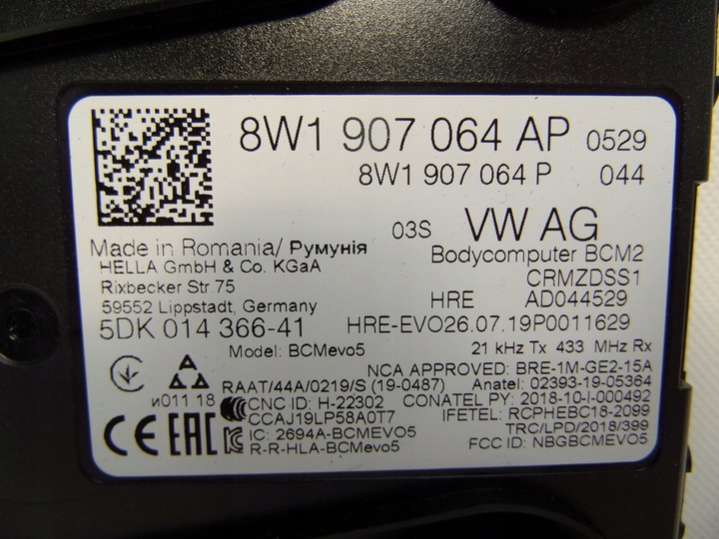 8W1 907 064 AP 0529
8W1 907 064 P 044
03S VW AG
Made in Romania/ Румунія
Bodycomputer BCM2
HELLA GmbH & Co. KGaA
CRMZDSS1
Rixbecker Str 75
HRE AD044529
59552 Lippstadt, Germany
5DK 014 366-41 HRE-EVO26.07.19P0011629
Model: BCMevo5 21 kHz Tx 433 MHz Rx
NCA APPROVED: BRE-1M-GE2-15A
RAAT/44A/0219/S (19-0487) Anatel: 02393-19-05364
и011 18 CNC ID: H-22302 CONATEL PY: 2018-10-I-000492
CCAJ19LP58A0T7 IFETEL: RCPHEBC18-2099
CE EAC IC: 2694A-BCMEVO5 TRC/LPD/2018/399
R-R-HLA-BCMevo5 FCC ID: NBGBCMEVO5